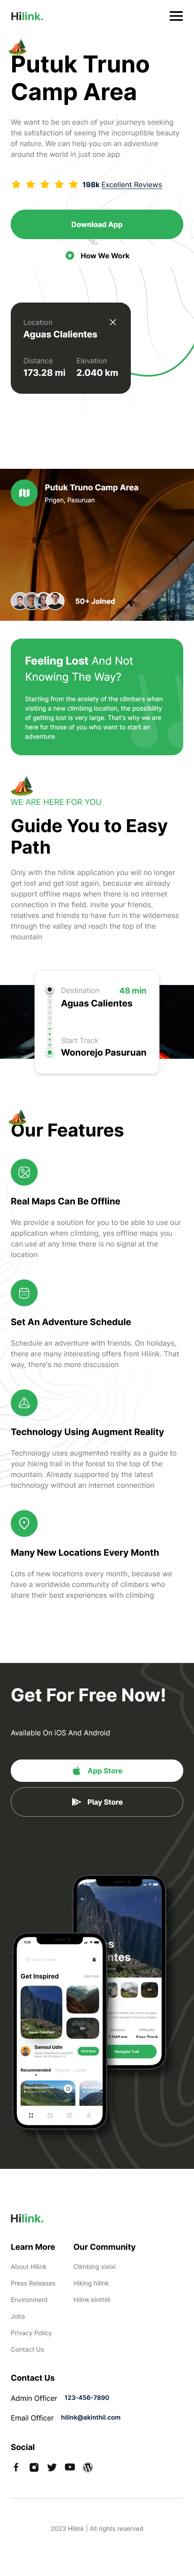 Hilink.
Putuk Truno
Camp Area
We want to be on each of your journeys seeking
the satisfaction of seeing the incorruptible beauty
of nature. We can help you on an adventure
around the world in just one app
198k Excellent Reviews
Download App
How We Work
Location
Aguas Clalientes
Distance
Elevation
173.28 mi
2.040 km
Putuk Truno Camp Area
Prigen, Pasuruan
50+ Joined
Feeling Lost And Not
Knowing The Way?
Starting from the anxiety of the climbers when
visiting a new climbing location, the possibility
of getting lost is very large. That's why we are
here for those of you who want to start an
adventure
WE ARE HERE FOR YOU
Guide You to Easy
Path
Only with the hilink application you will no longer
get lost and get lost again, because we already
support offline maps when there is no internet
connection in the field. Invite your friends,
relatives and friends to have fun in the wilderness
through the valley and reach the top of the
mountain
Destination
48 min
Aguas Calientes
Start Track
Wonorejo Pasuruan
Our Features
Real Maps Can Be Offline
We provide a solution for you to be able to use our
application when climbing, yes offline maps you
can use at any time there is no signal at the
location
Set An Adventure Schedule
Schedule an adventure with friends. On holidays,
there are many interesting offers from Hilink. That
way, there's no more discussion
Technology Using Augment Reality
Technology uses augmented reality as a guide to
your hiking trail in the forest to the top of the
mountain. Already supported by the latest
technology without an internet connection
Many New Locations Every Month
Lots of new locations every month, because we
have a worldwide community of climbers who
share their best experiences with climbing
Get For Free Now!
Available On iOS And Android
App Store
Play Store
Get Inspired
Aguas Calientes
Samsul Udin
Recommended
Popular
Latest
Navigate Trail
Hilink.
Learn More
Our Community
About Hilink
Climbing xixixi
Press Releases
Hiking hilink
Environment
Hilink kinthill
Jobs
Privacy Policy
Contact Us
Contact Us
Admin Officer
123-456-7890
Email Officer
hilink@akinthil.com
Social
2023 Hilink | All rights reserved